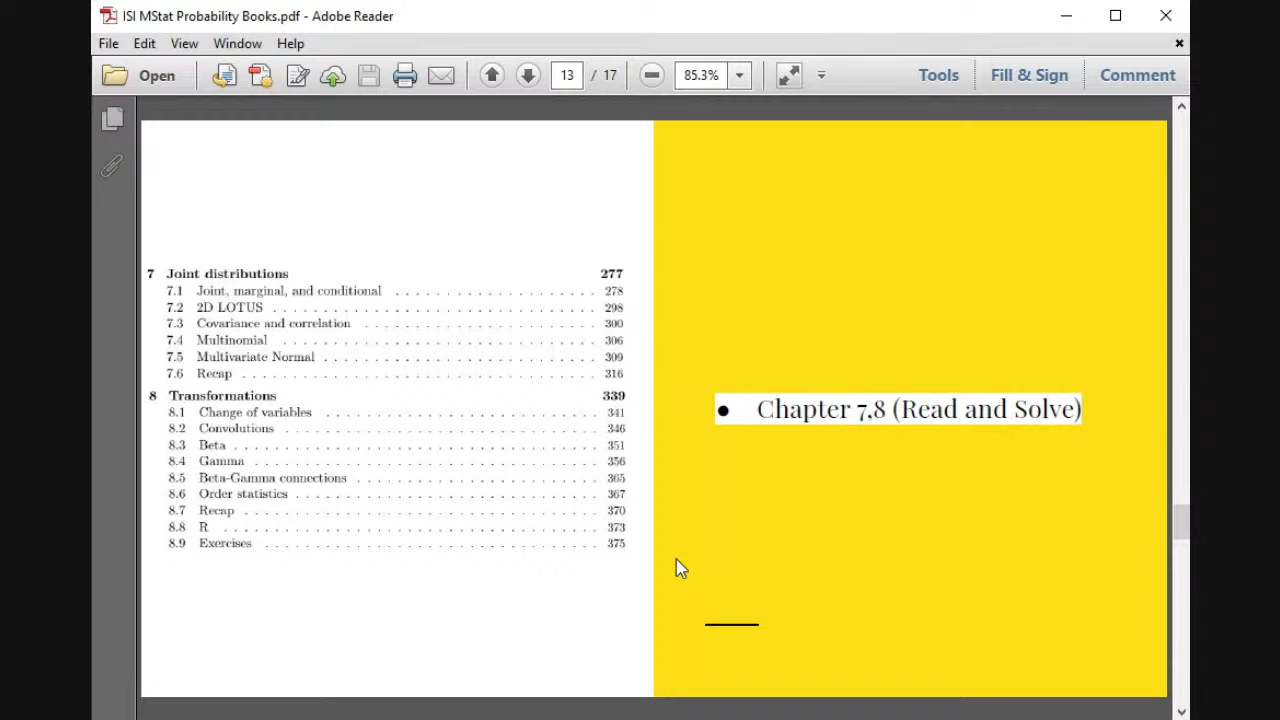 ISI MStat Probability Books.pdf - Adobe Reader
File Edit View Window Help
Open 13 / 17 85.3% Tools Fill & Sign Comment
7 Joint distributions 277
7.1 Joint, marginal, and conditional . . . . . . . . . . . . . . . . . . . 278
7.2 2D LOTUS . . . . . . . . . . . . . . . . . . . . . . . . . . . . . 298
7.3 Covariance and correlation . . . . . . . . . . . . . . . . . . . . . 300
7.4 Multinomial . . . . . . . . . . . . . . . . . . . . . . . . . . . . 306
7.5 Multivariate Normal . . . . . . . . . . . . . . . . . . . . . . . . 309
7.6 Recap . . . . . . . . . . . . . . . . . . . . . . . . . . . . . . . 316
8 Transformations 339
8.1 Change of variables . . . . . . . . . . . . . . . . . . . . . . . . 341
8.2 Convolutions . . . . . . . . . . . . . . . . . . . . . . . . . . . 346
8.3 Beta . . . . . . . . . . . . . . . . . . . . . . . . . . . . . . . 351
8.4 Gamma . . . . . . . . . . . . . . . . . . . . . . . . . . . . . . 356
8.5 Beta-Gamma connections . . . . . . . . . . . . . . . . . . . . . . 365
8.6 Order statistics . . . . . . . . . . . . . . . . . . . . . . . . . . 367
8.7 Recap . . . . . . . . . . . . . . . . . . . . . . . . . . . . . . . 370
8.8 R . . . . . . . . . . . . . . . . . . . . . . . . . . . . . . . . . 373
8.9 Exercises . . . . . . . . . . . . . . . . . . . . . . . . . . . . . 375
● Chapter 7,8 (Read and Solve)